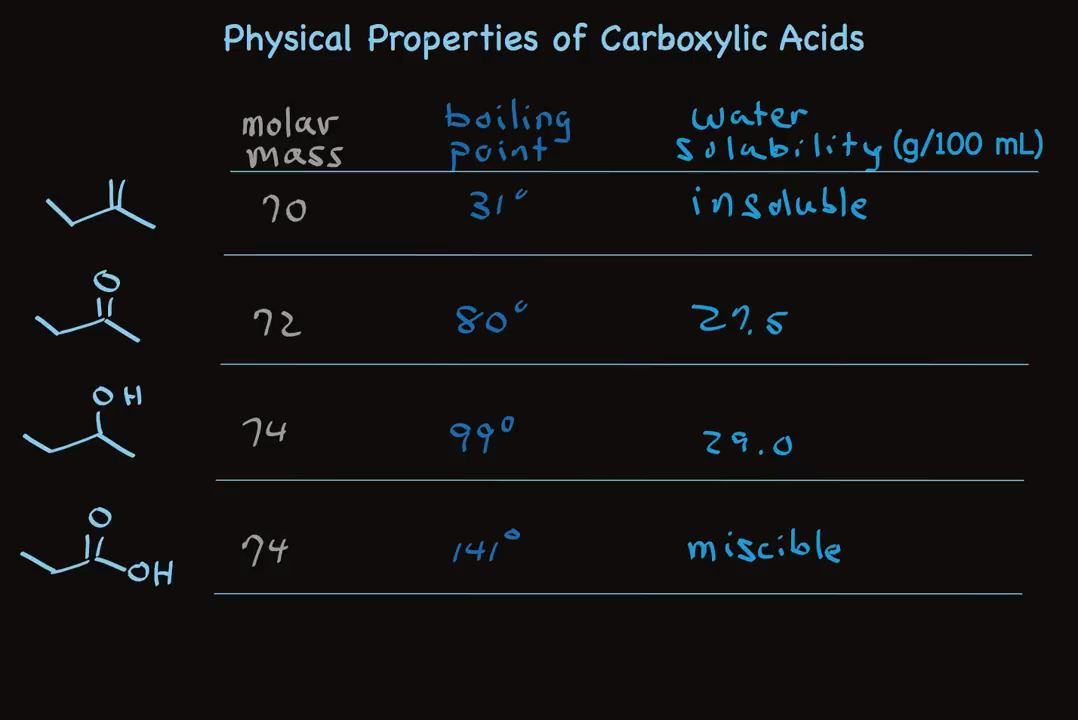 Physical Properties of Carboxylic Acids
molar mass
boiling point
water solubility (g/100 mL)
70 31° insoluble
O
72 80° 27.5
OH
74 99° 29.0
O
OH
74 141° miscible